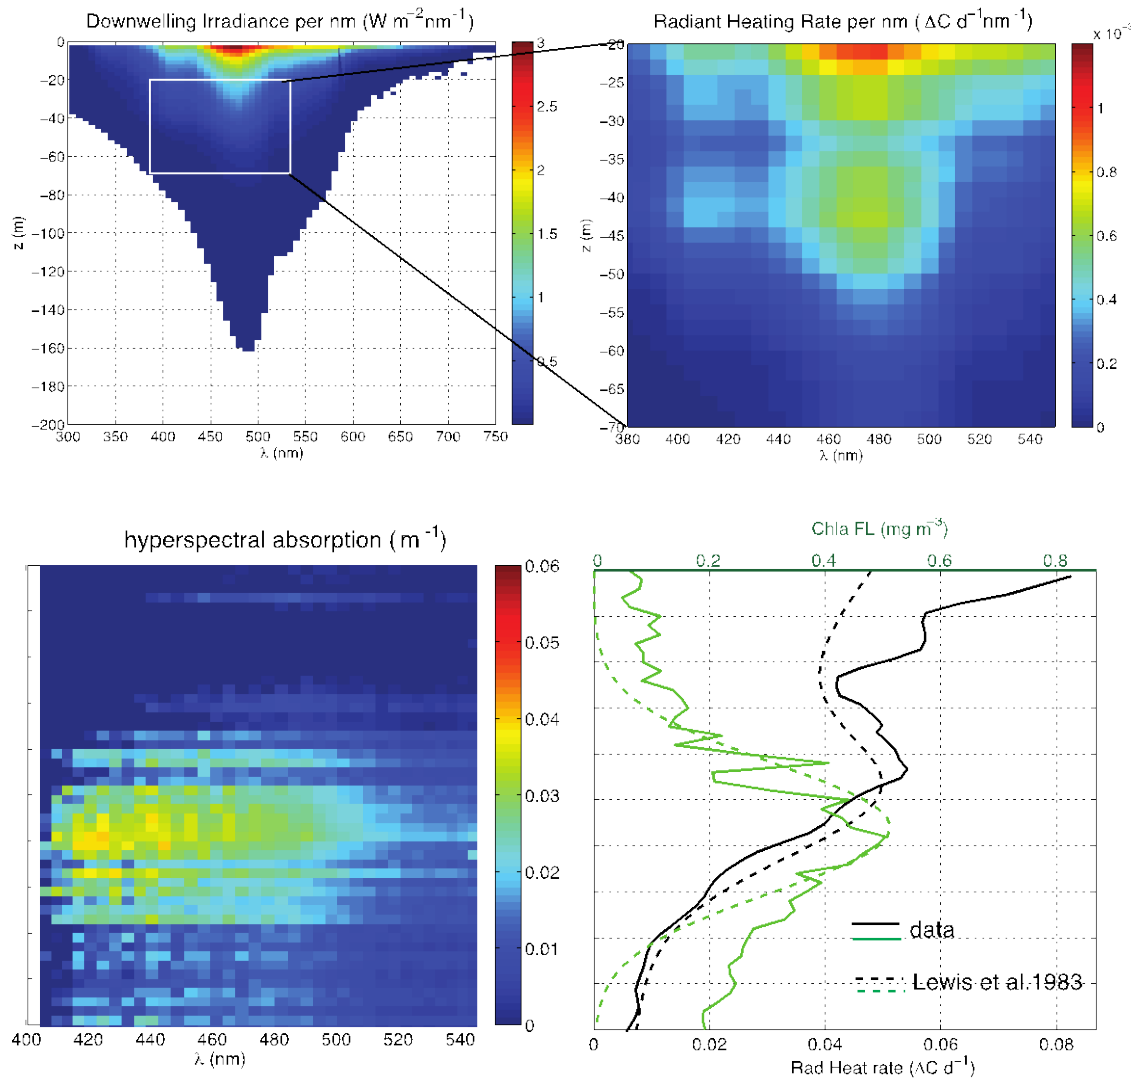 Downwelling Irradiance per nm (W m⁻²nm⁻¹)
0
−20
−40
−60
−80
−100
−120
−140
−160
−180
−200
z (m)
300 350 400 450 500 550 600 650 700 750
λ (nm)
3
2.5
2
1.5
1
0.5
Radiant Heating Rate per nm (ΔC d⁻¹nm⁻¹)
−20
−25
−30
−35
−40
−45
−50
−55
−60
−65
−70
z (m)
380 400 420 440 460 480 500 520 540
λ (nm)
1
0.8
0.6
0.4
0.2
0
hyperspectral absorption (m⁻¹)
400 420 440 460 480 500 520 540
λ (nm)
0.06
0.05
0.04
0.03
0.02
0.01
0
Chla FL (mg m⁻³)
0 0.2 0.4 0.6 0.8
data
Lewis et al.1983
0 0.02 0.04 0.06 0.08
Rad Heat rate (ΔC d⁻¹)